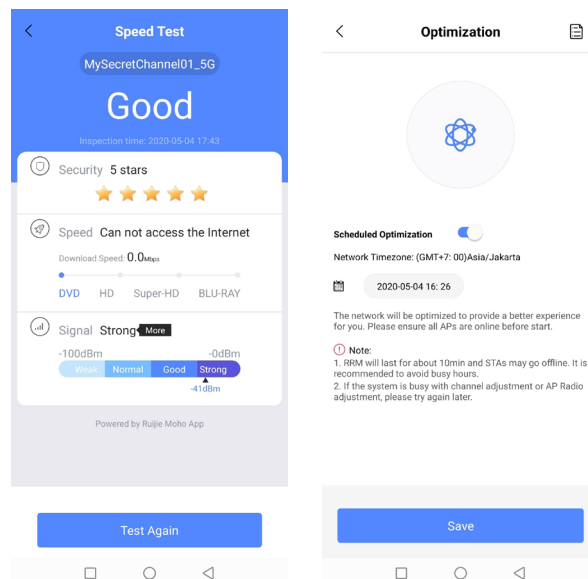 Speed Test
MySecretChannel01_5G
Good
Inspection time: 2020-05-04 17:43
Security 5 stars
Speed Can not access the Internet
Download Speed: 0.0Mbps
DVD HD Super-HD BLU-RAY
Signal Strong More
-100dBm -0dBm
Weak Normal Good Strong
-41dBm
Powered by Ruijie Moho App
Test Again
Optimization
Scheduled Optimization
Network Timezone: (GMT+7: 00)Asia/Jakarta
2020-05-04 16: 26
The network will be optimized to provide a better experience
for you. Please ensure all APs are online before start.
Note:
1. RRM will last for about 10min and STAs may go offline. It is
recommended to avoid busy hours.
2. If the system is busy with channel adjustment or AP Radio
adjustment, please try again later.
Save